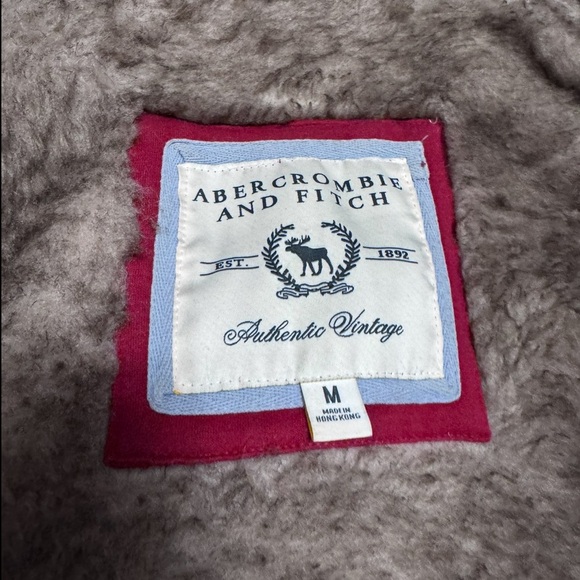 ABERCROMBIE
AND FITCH
EST. 1892
Authentic Vintage
M
MADE IN
HONG KONG